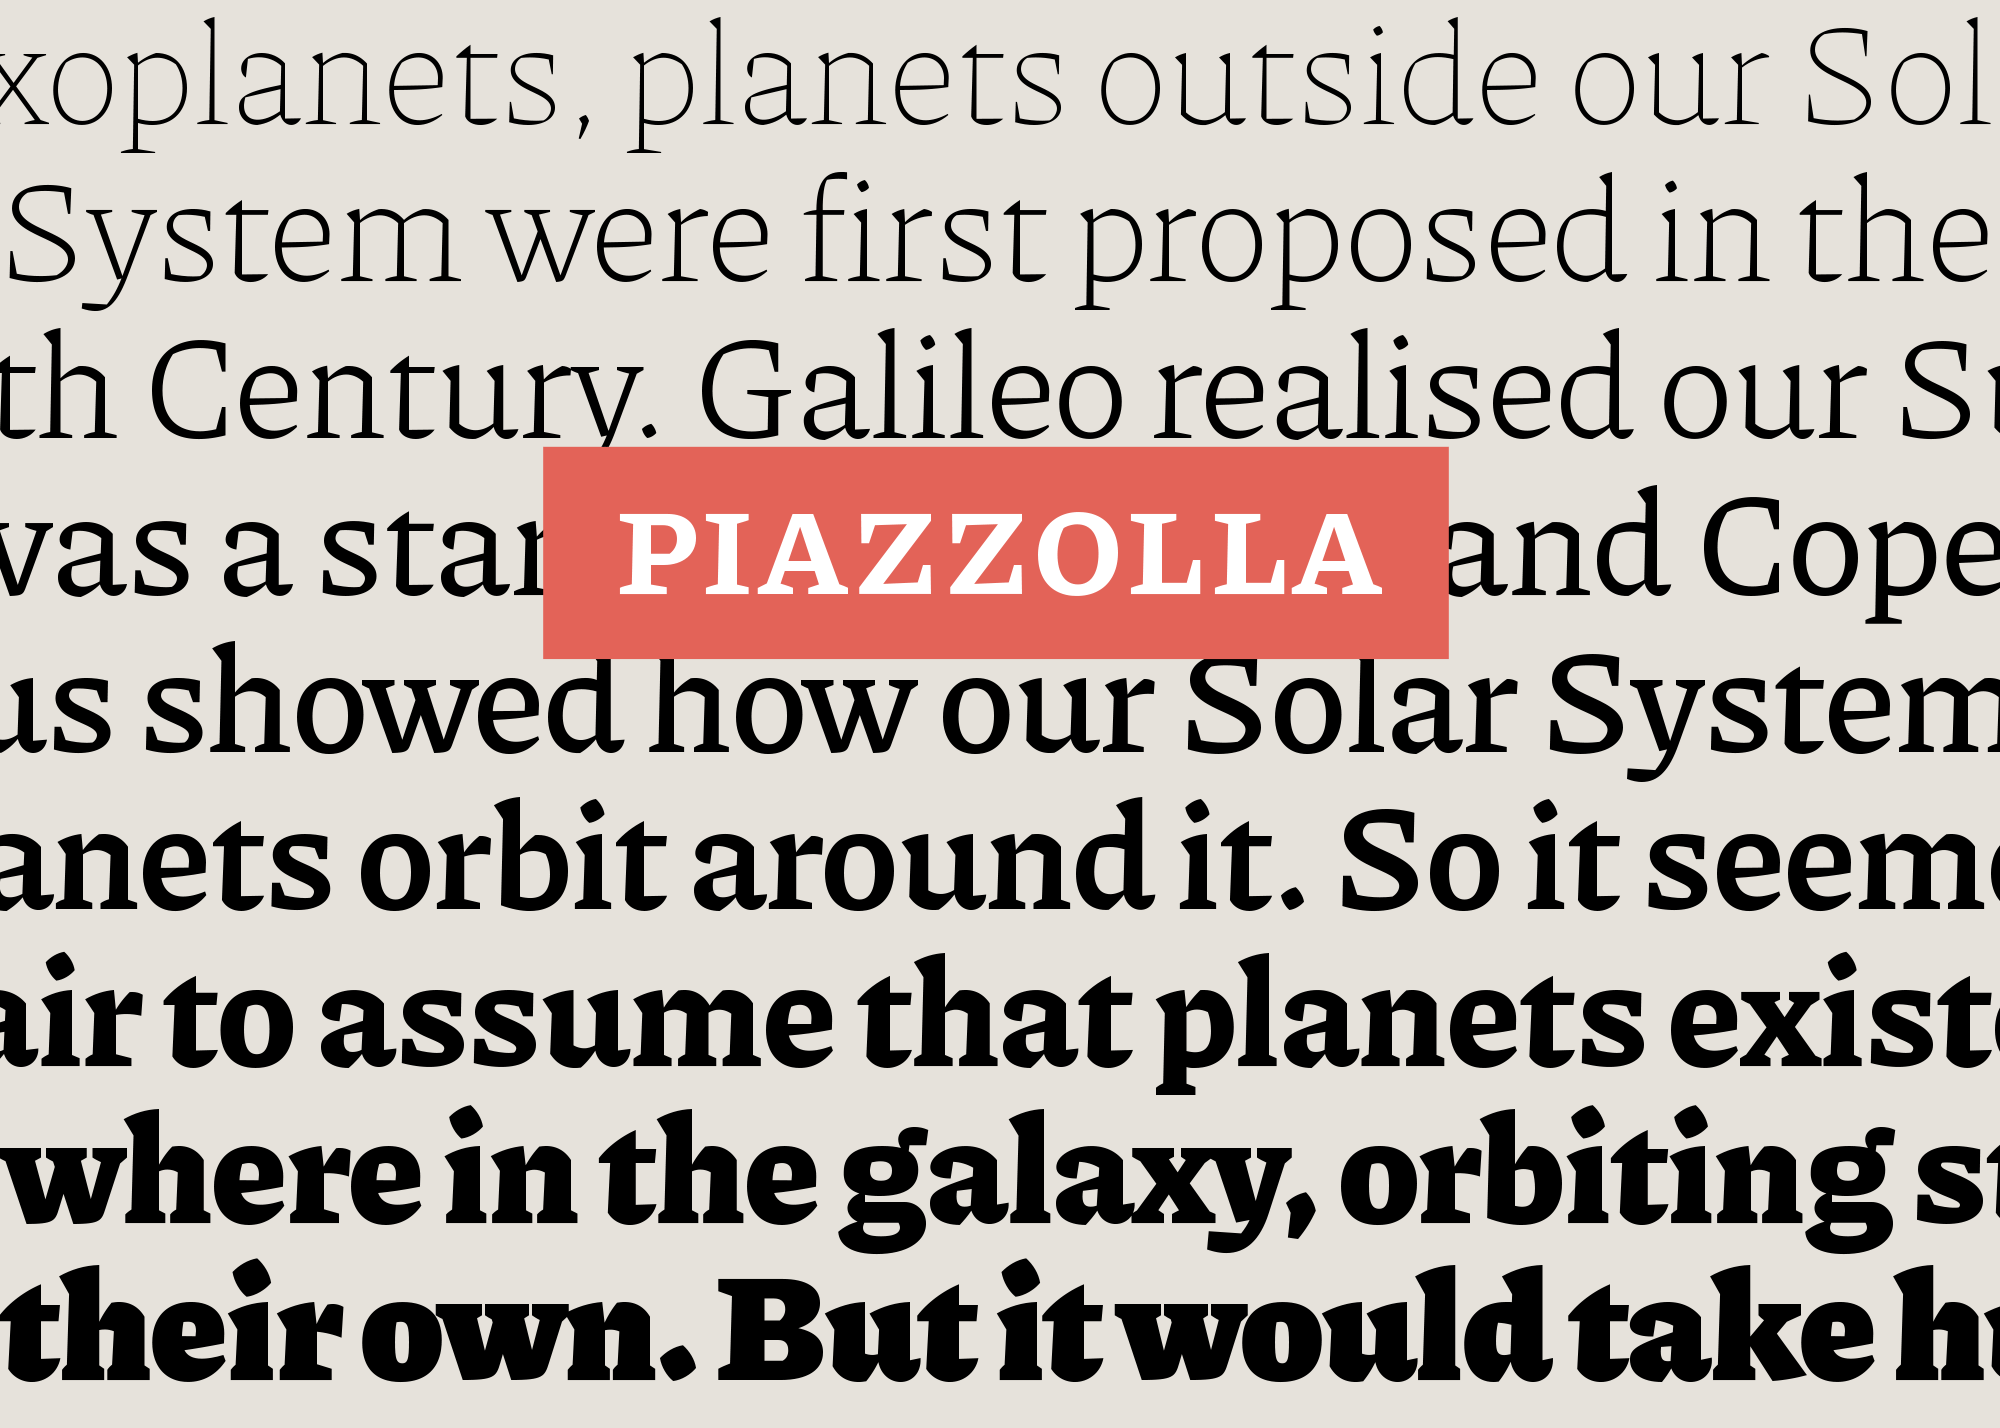 xoplanets, planets outside our Sol
System were first proposed in the
th Century. Galileo realised our Su
was a star and Cope
PIAZZOLLA
us showed how our Solar System
anets orbit around it. So it seeme
air to assume that planets existe
where in the galaxy, orbiting st
their own. But it would take hu